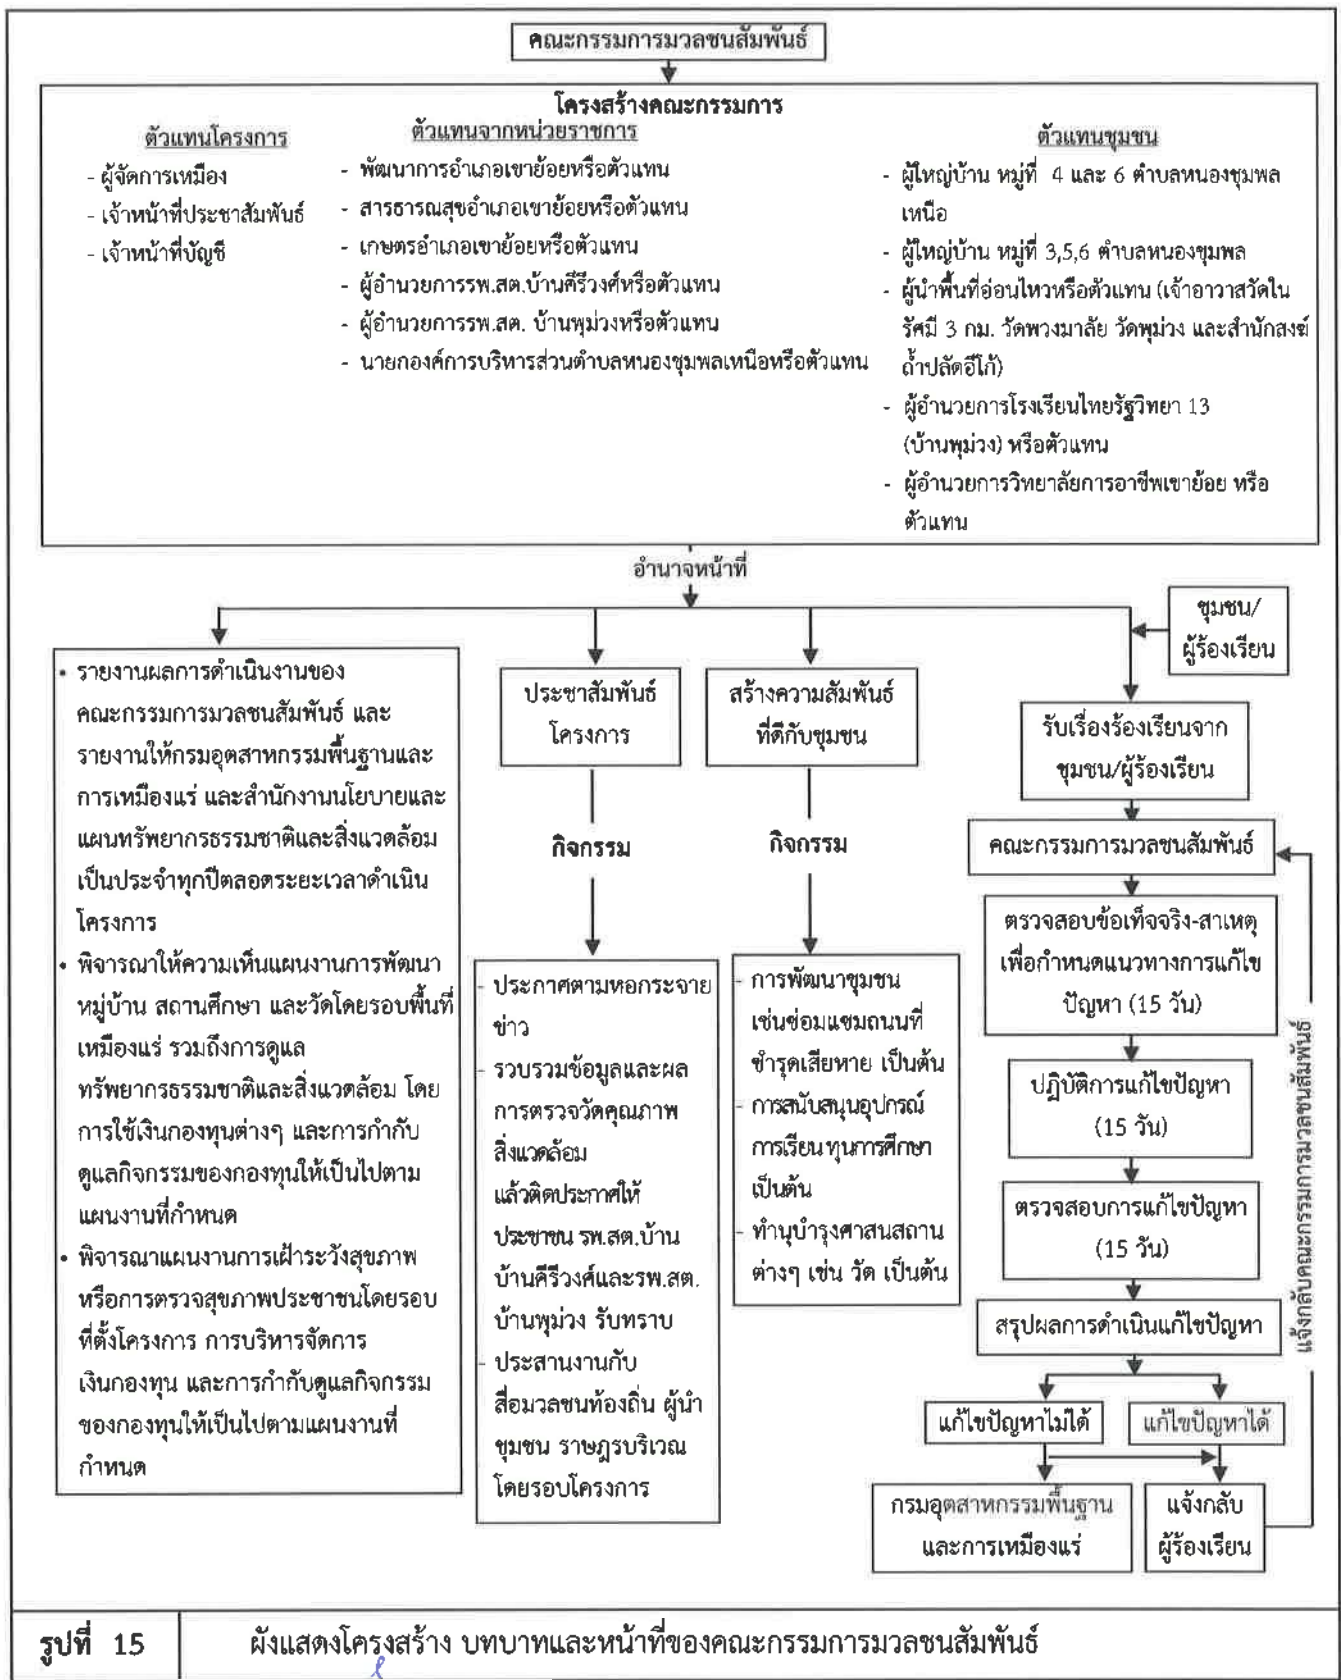 คณะกรรมการมวลชนสัมพันธ์
โครงสร้างคณะกรรมการ
ตัวแทนโครงการ
- ผู้จัดการเหมือง
- เจ้าหน้าที่ประชาสัมพันธ์
- เจ้าหน้าที่บัญชี
ตัวแทนจากหน่วยราชการ
- พัฒนาการอำเภอเขาย้อยหรือตัวแทน
- สารธารณสุขอำเภอเขาย้อยหรือตัวแทน
- เกษตรอำเภอเขาย้อยหรือตัวแทน
- ผู้อำนวยการรพ.สต.บ้านคีรีวงศ์หรือตัวแทน
- ผู้อำนวยการรพ.สต. บ้านพุม่วงหรือตัวแทน
- นายกองค์การบริหารส่วนตำบลหนองชุมพลเหนือหรือตัวแทน
ตัวแทนชุมชน
- ผู้ใหญ่บ้าน หมู่ที่ 4 และ 6 ตำบลหนองชุมพล
เหนือ
- ผู้ใหญ่บ้าน หมู่ที่ 3,5,6 ตำบลหนองชุมพล
- ผู้นำพื้นที่อ่อนไหวหรือตัวแทน (เจ้าอาวาสวัดใน
รัศมี 3 กม. วัดพวงมาลัย วัดพุม่วง และสำนักสงฆ์
ถ้ำปลัดอีโก้)
- ผู้อำนวยการโรงเรียนไทยรัฐวิทยา 13
(บ้านพุม่วง) หรือตัวแทน
- ผู้อำนวยการวิทยาลัยการอาชีพเขาย้อย หรือ
ตัวแทน
อำนาจหน้าที่
• รายงานผลการดำเนินงานของ
คณะกรรมการมวลชนสัมพันธ์ และ
รายงานให้กรมอุตสาหกรรมพื้นฐานและ
การเหมืองแร่ และสำนักงานนโยบายและ
แผนทรัพยากรธรรมชาติและสิ่งแวดล้อม
เป็นประจำทุกปีตลอดระยะเวลาดำเนิน
โครงการ
• พิจารณาให้ความเห็นแผนงานการพัฒนา
หมู่บ้าน สถานศึกษา และวัดโดยรอบพื้นที่
เหมืองแร่ รวมถึงการดูแล
ทรัพยากรธรรมชาติและสิ่งแวดล้อม โดย
การใช้เงินกองทุนต่างๆ และการกำกับ
ดูแลกิจกรรมของกองทุนให้เป็นไปตาม
แผนงานที่กำหนด
• พิจารณาแผนงานการเฝ้าระวังสุขภาพ
หรือการตรวจสุขภาพประชาชนโดยรอบ
ที่ตั้งโครงการ การบริหารจัดการ
เงินกองทุน และการกำกับดูแลกิจกรรม
ของกองทุนให้เป็นไปตามแผนงานที่
กำหนด
ประชาสัมพันธ์
โครงการ
กิจกรรม
- ประกาศตามหอกระจาย
ข่าว
- รวบรวมข้อมูลและผล
การตรวจวัดคุณภาพ
สิ่งแวดล้อม
แล้วติดประกาศให้
ประชาชน รพ.สต.บ้าน
บ้านคีรีวงศ์และรพ.สต.
บ้านพุม่วง รับทราบ
- ประสานงานกับ
สื่อมวลชนท้องถิ่น ผู้นำ
ชุมชน ราษฎรบริเวณ
โดยรอบโครงการ
สร้างความสัมพันธ์
ที่ดีกับชุมชน
กิจกรรม
- การพัฒนาชุมชน
เช่นซ่อมแซมถนนที่
ชำรุดเสียหาย เป็นต้น
- การสนับสนุนอุปกรณ์
การเรียน ทุนการศึกษา
เป็นต้น
- ทำนุบำรุงศาสนสถาน
ต่างๆ เช่น วัด เป็นต้น
ชุมชน/
ผู้ร้องเรียน
รับเรื่องร้องเรียนจาก
ชุมชน/ผู้ร้องเรียน
คณะกรรมการมวลชนสัมพันธ์
ตรวจสอบข้อเท็จจริง-สาเหตุ
เพื่อกำหนดแนวทางการแก้ไข
ปัญหา (15 วัน)
ปฏิบัติการแก้ไขปัญหา
(15 วัน)
ตรวจสอบการแก้ไขปัญหา
(15 วัน)
สรุปผลการดำเนินแก้ไขปัญหา
แก้ไขปัญหาไม่ได้
แก้ไขปัญหาได้
กรมอุตสาหกรรมพื้นฐาน
และการเหมืองแร่
แจ้งกลับ
ผู้ร้องเรียน
แจ้งกลับคณะกรรมการมวลชนสัมพันธ์
รูปที่ 15
ผังแสดงโครงสร้าง บทบาทและหน้าที่ของคณะกรรมการมวลชนสัมพันธ์